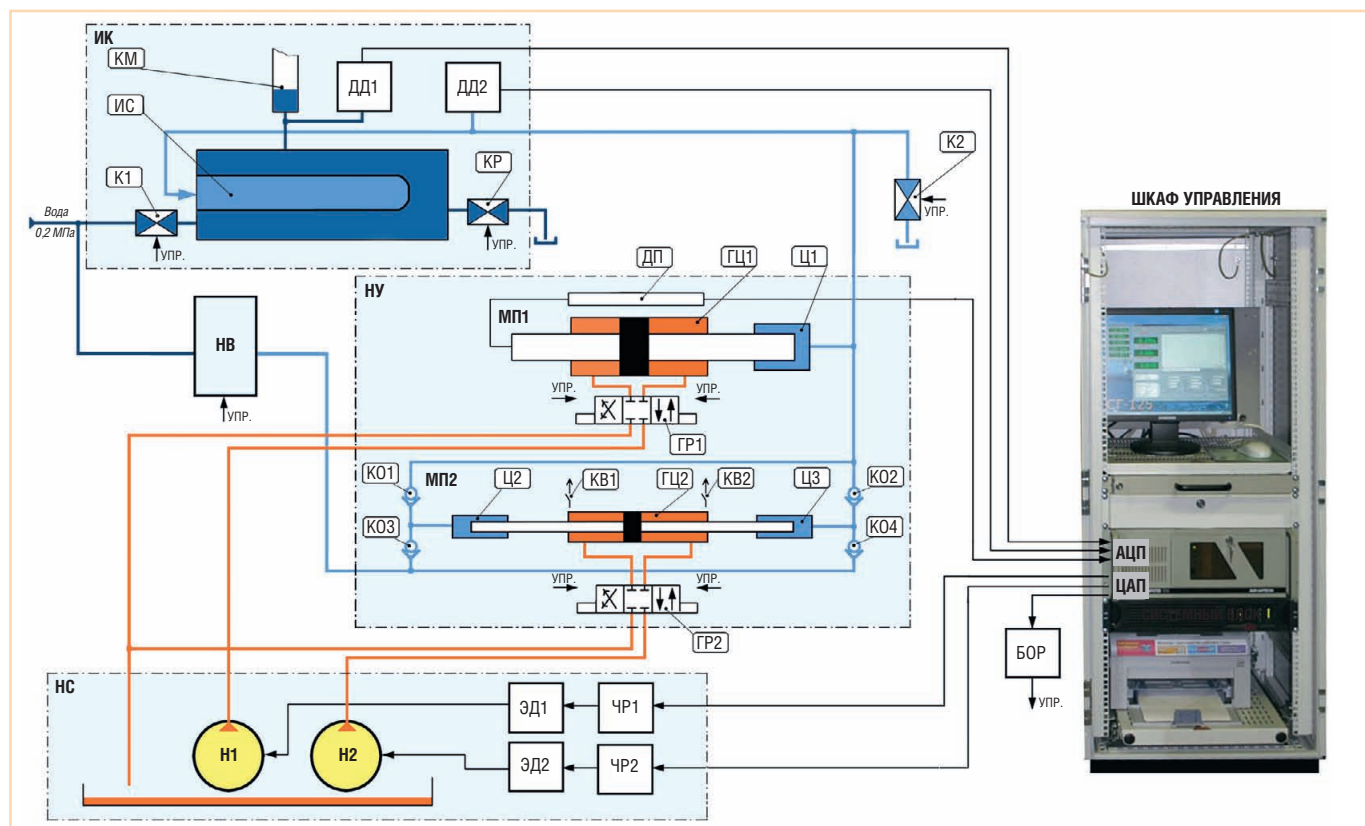 ИК
КМ
ДД1
ДД2
ИС
К1
КР
К2
Вода
0,2 МПа
УПР.
УПР.
УПР.
ШКАФ УПРАВЛЕНИЯ
НУ
ДП
ГЦ1
Ц1
МП1
НВ
УПР.
УПР.
УПР.
ГР1
КО1
МП2
Ц2
КВ1
ГЦ2
КВ2
Ц3
КО2
КО3
КО4
УПР.
УПР.
ГР2
АЦП
ЦАП
СИСТЕМНЫЙ БЛОК
БОР
УПР.
НС
ЭД1
ЧР1
Н1
Н2
ЭД2
ЧР2